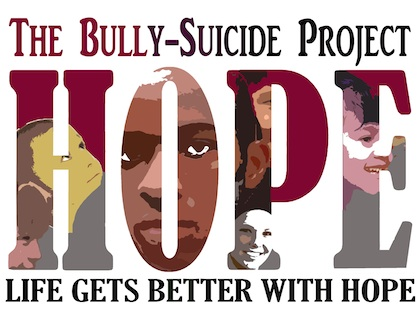 The Bully-Suicide Project
HOPE
LIFE GETS BETTER WITH HOPE